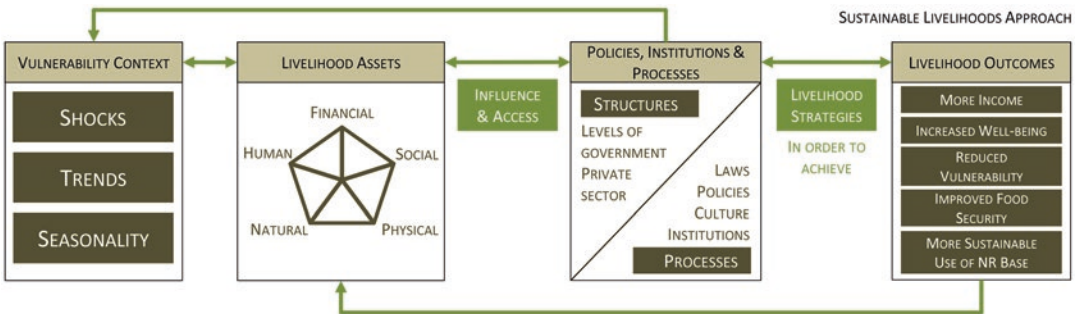 SUSTAINABLE LIVELIHOODS APPROACH
VULNERABILITY CONTEXT
SHOCKS
TRENDS
SEASONALITY
LIVELIHOOD ASSETS
FINANCIAL
HUMAN
SOCIAL
NATURAL
PHYSICAL
INFLUENCE
& ACCESS
POLICIES, INSTITUTIONS &
PROCESSES
STRUCTURES
LEVELS OF
GOVERNMENT
PRIVATE
SECTOR
LAWS
POLICIES
CULTURE
INSTITUTIONS
PROCESSES
LIVELIHOOD
STRATEGIES
IN ORDER TO
ACHIEVE
LIVELIHOOD OUTCOMES
MORE INCOME
INCREASED WELL-BEING
REDUCED
VULNERABILITY
IMPROVED FOOD
SECURITY
MORE SUSTAINABLE
USE OF NR BASE